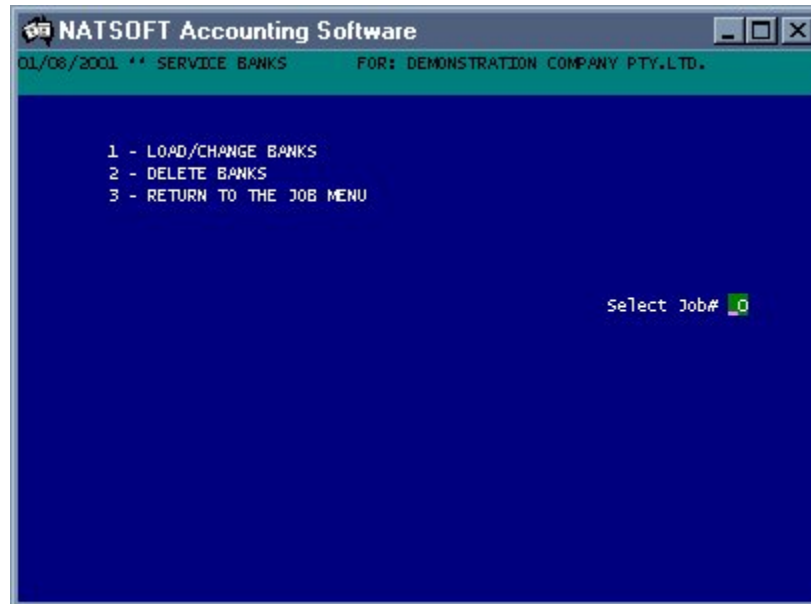 NATSOFT Accounting Software
01/08/2001 ** SERVICE BANKS FOR: DEMONSTRATION COMPANY PTY.LTD.
1 - LOAD/CHANGE BANKS
2 - DELETE BANKS
3 - RETURN TO THE JOB MENU
Select Job# _0